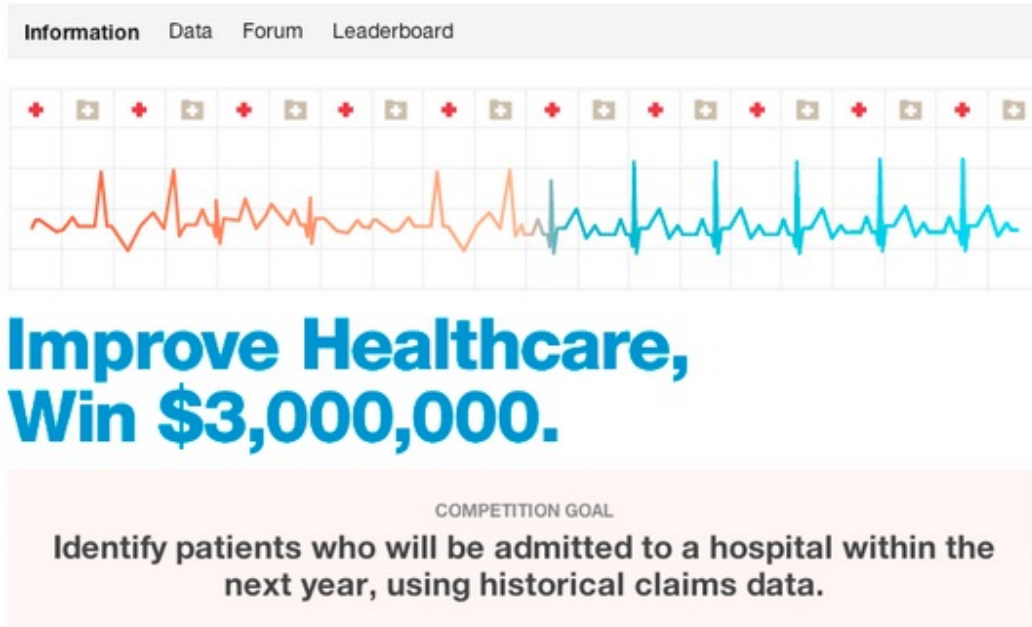 Information Data Forum Leaderboard
Improve Healthcare,
Win $3,000,000.
COMPETITION GOAL
Identify patients who will be admitted to a hospital within the
next year, using historical claims data.